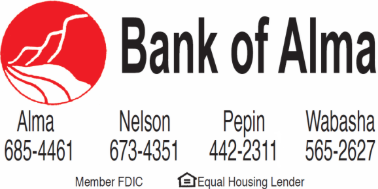 Bank of Alma
Alma Nelson Pepin Wabasha
685-4461 673-4351 442-2311 565-2627
Member FDIC Equal Housing Lender